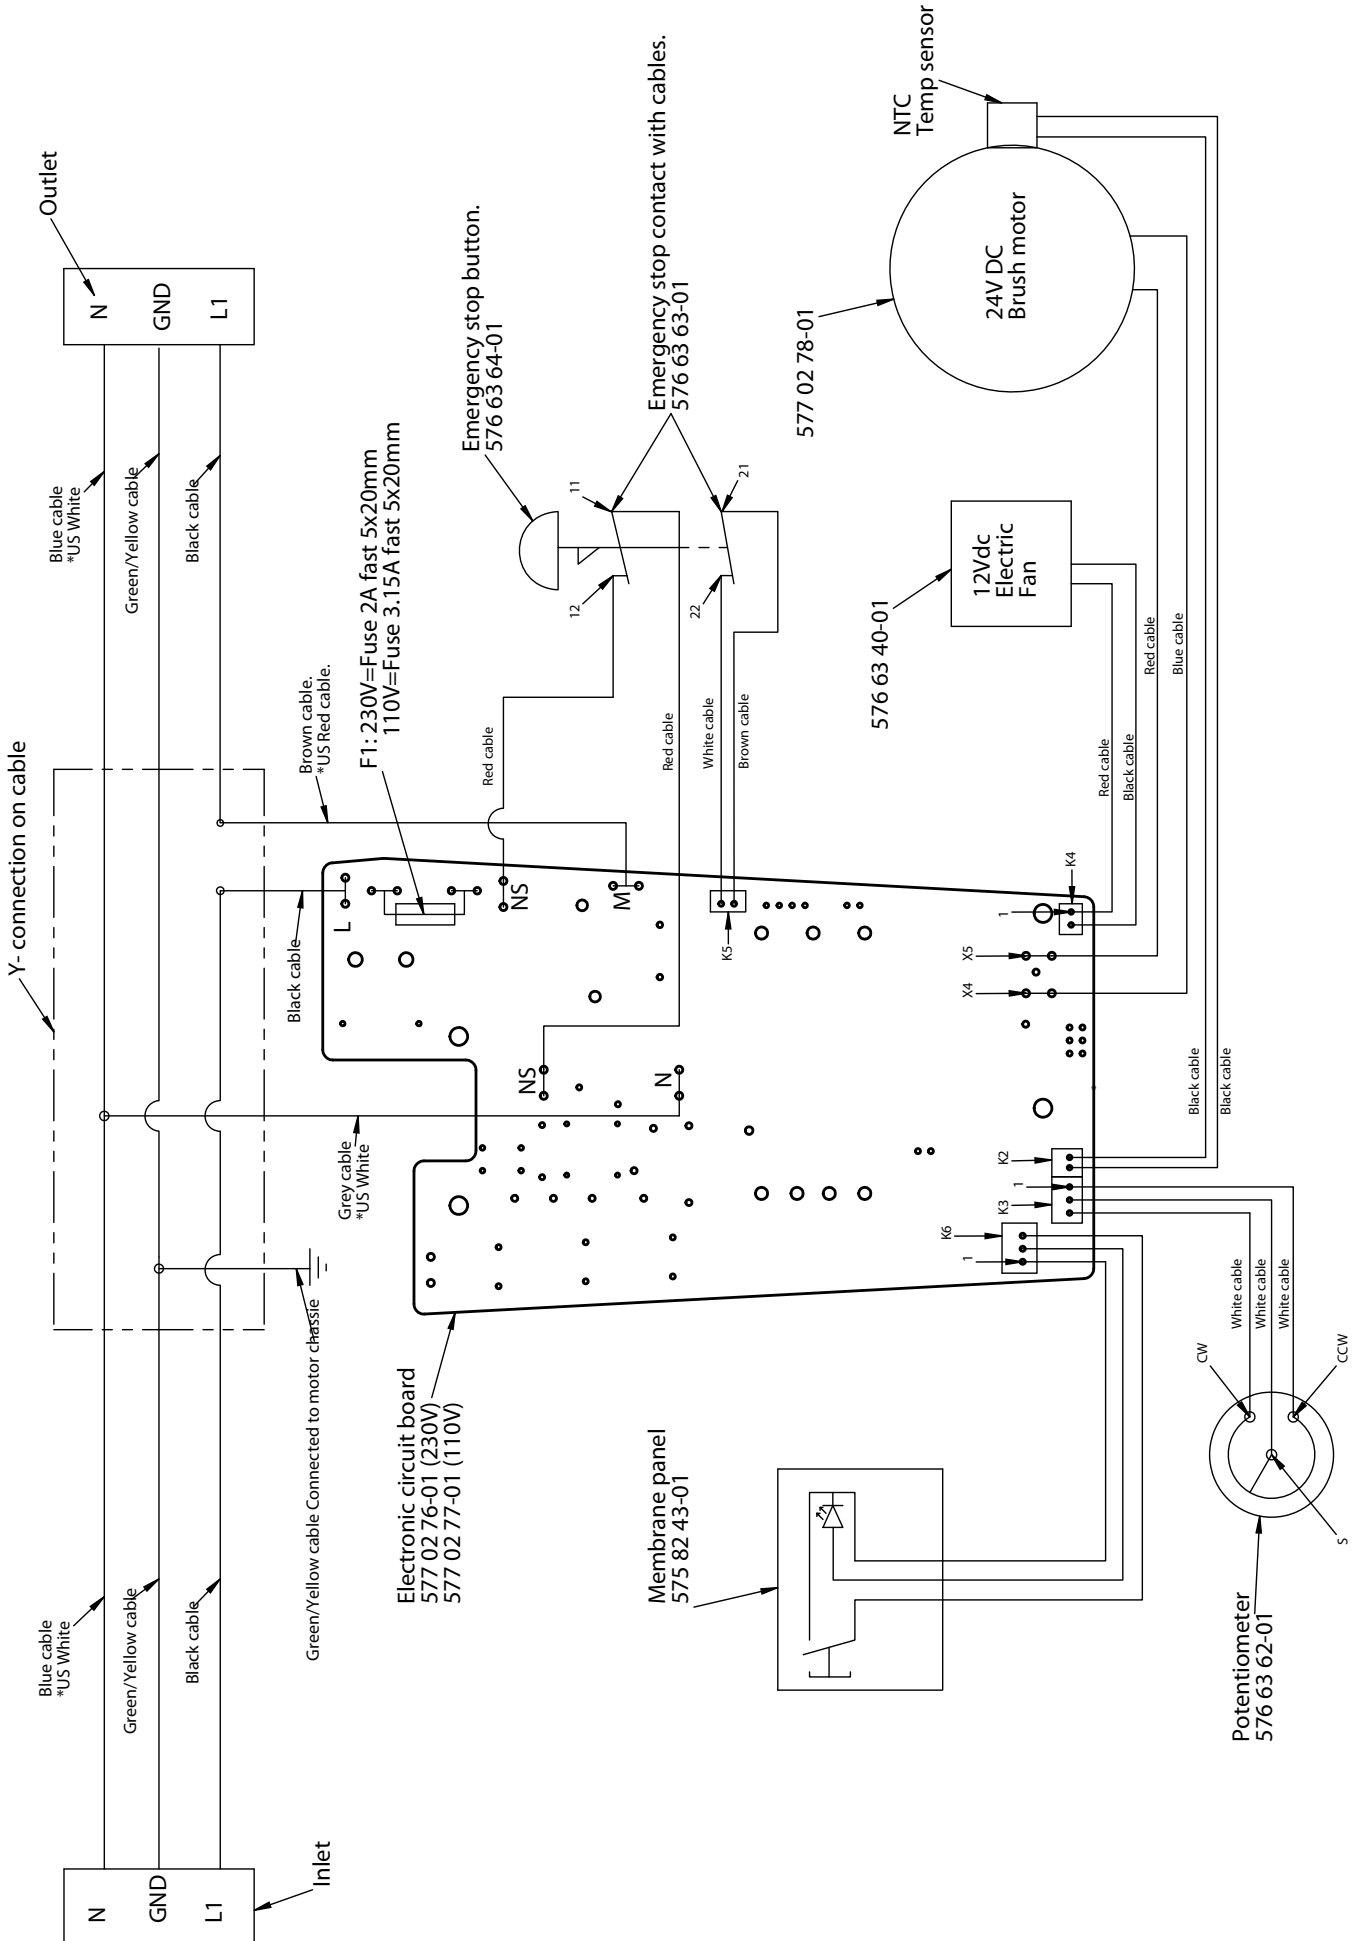 Y- connection on cable
Inlet
N
GND
L1
Outlet
N
GND
L1
Blue cable
*US White
Green/Yellow cable
Black cable
Blue cable
*US White
Green/Yellow cable
Black cable
Green/Yellow cable Connected to motor chassie
Grey cable
*US White
Black cable
Brown cable.
*US Red cable.
F1: 230V=Fuse 2A fast 5x20mm
110V=Fuse 3.15A fast 5x20mm
Emergency stop button.
576 63 64-01
Emergency stop contact with cables.
576 63 63-01
11
12
21
22
Red cable
Red cable
White cable
Brown cable
L
NS
M
NS
N
K5
Electronic circuit board
577 02 76-01 (230V)
577 02 77-01 (110V)
Membrane panel
575 82 43-01
K6
1
K3
1
K2
X4
X5
1
K4
576 63 40-01
12Vdc
Electric
Fan
577 02 78-01
24V DC
Brush motor
NTC
Temp sensor
Red cable
Black cable
Red cable
Blue cable
Black cable
Black cable
White cable
White cable
White cable
CW
CCW
S
Potentiometer
576 63 62-01